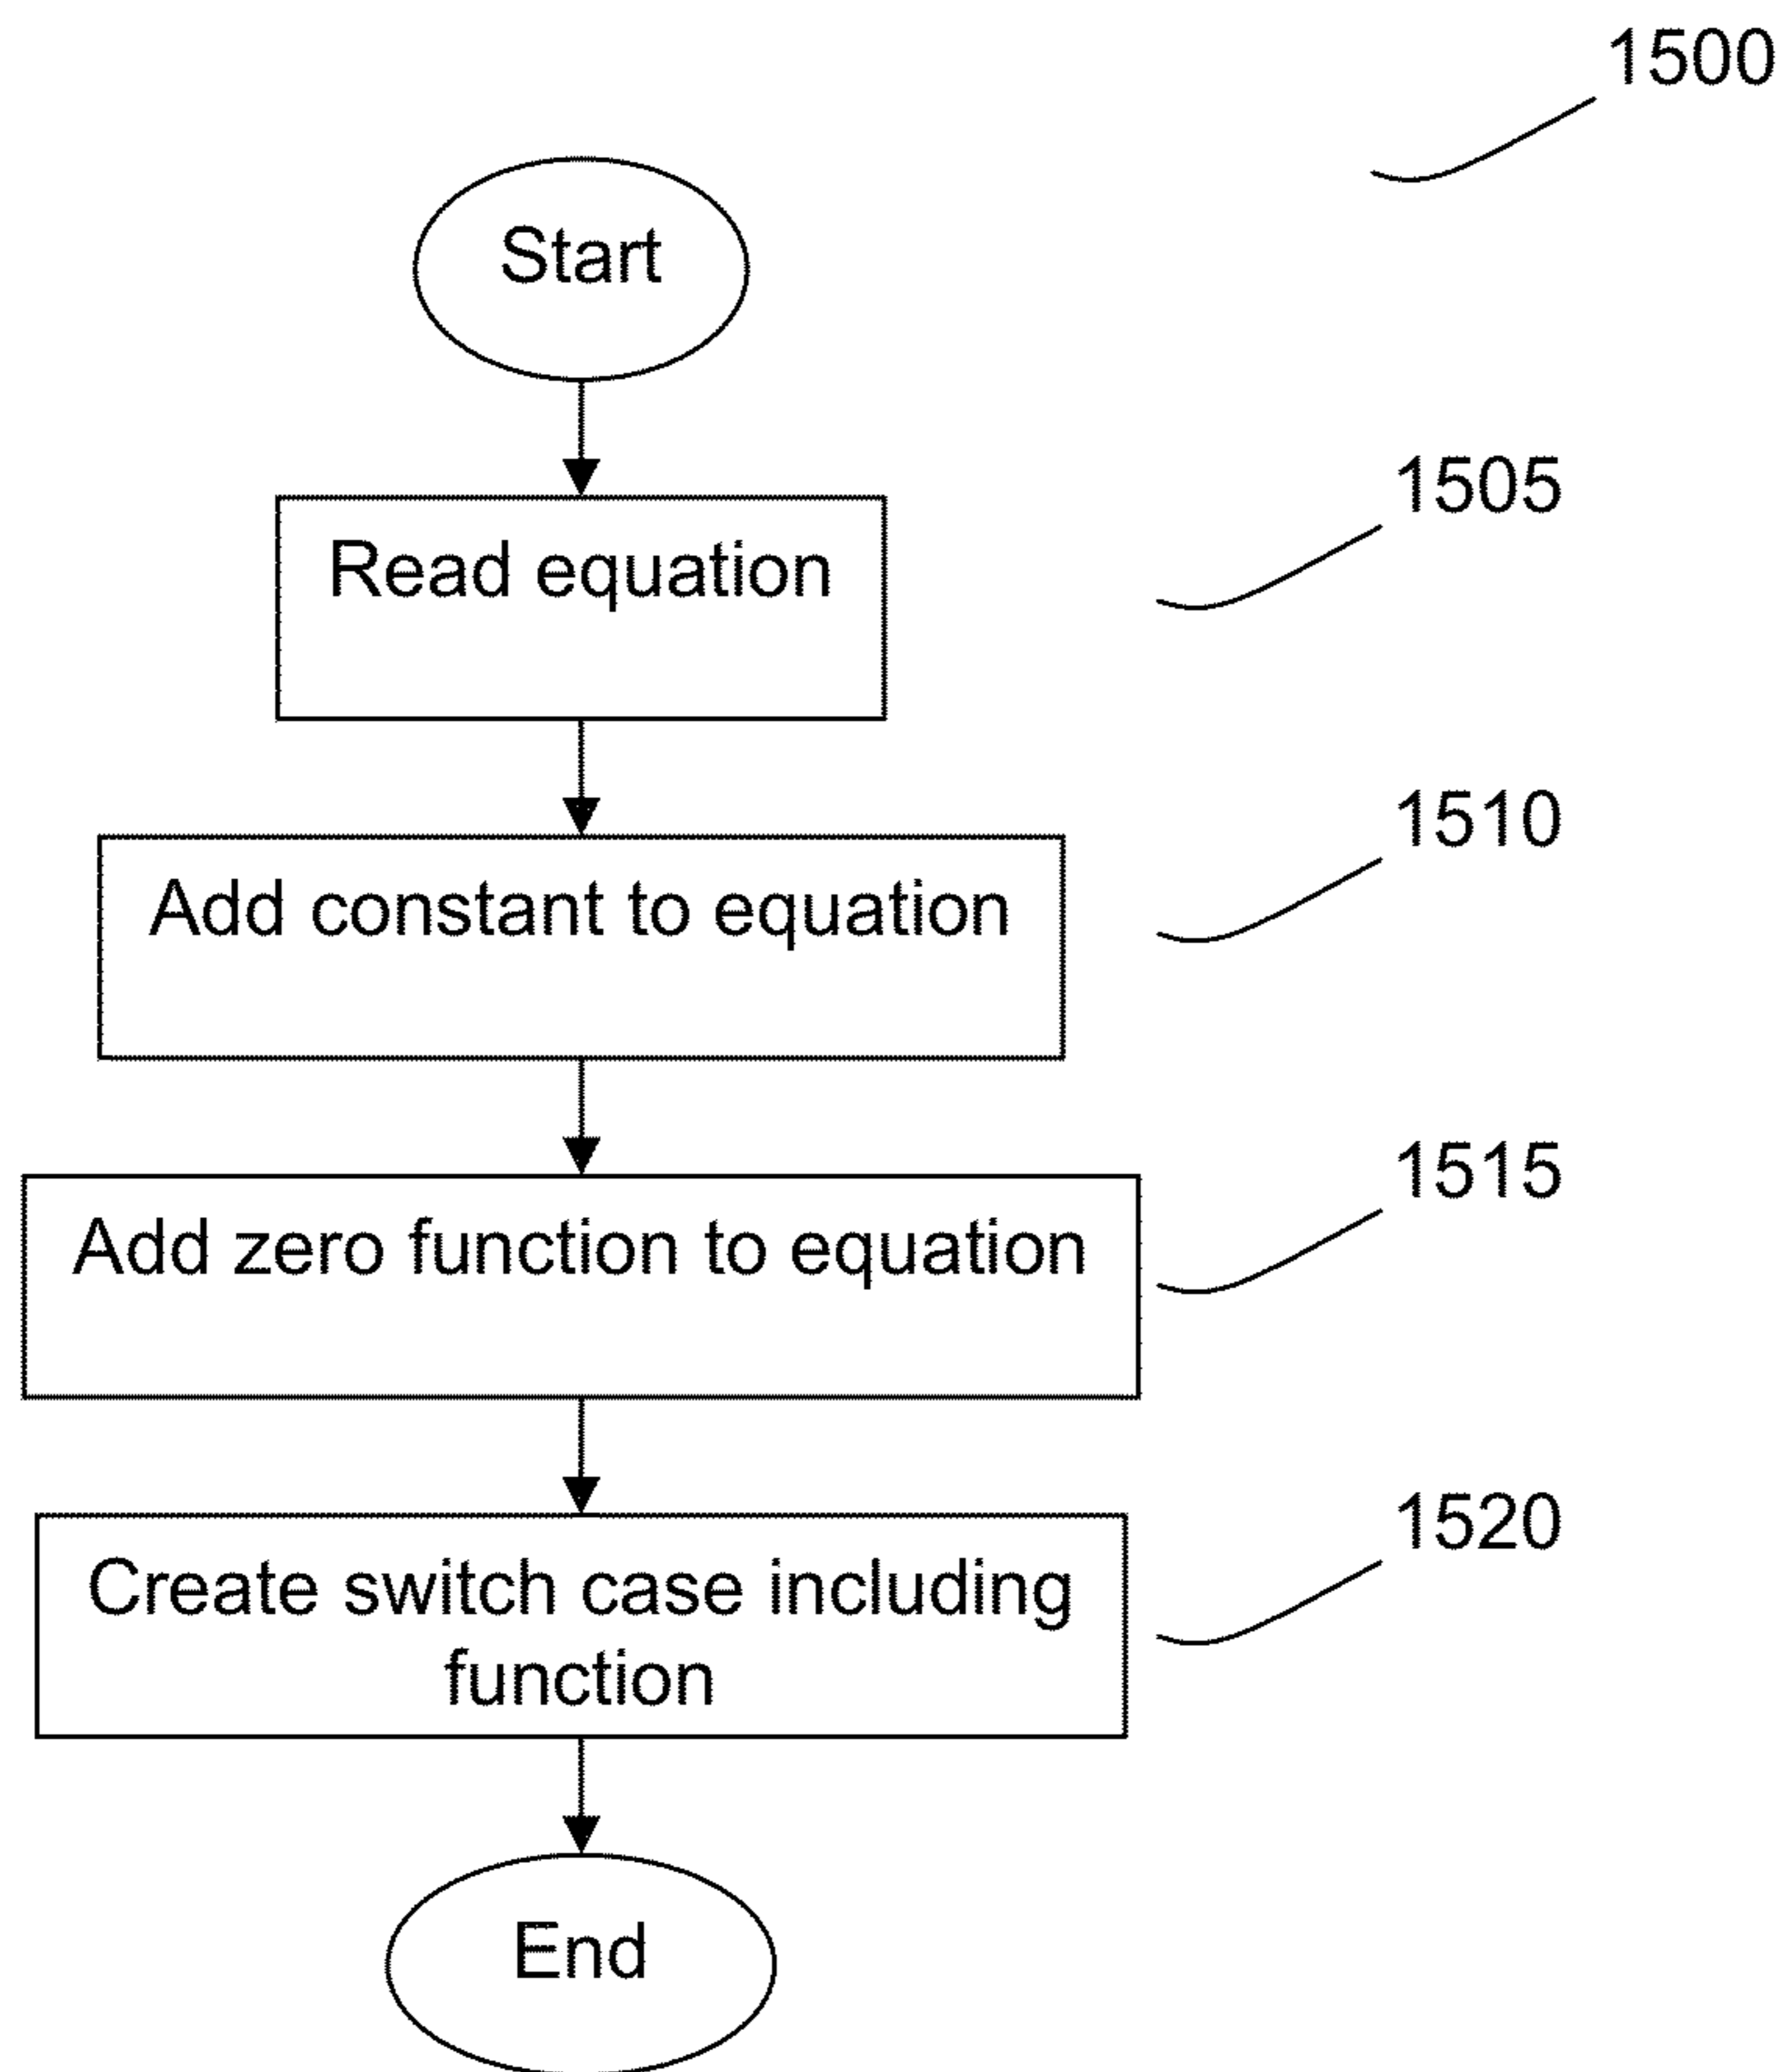 1500
Start
1505
Read equation
1510
Add constant to equation
1515
Add zero function to equation
1520
Create switch case including
function
End